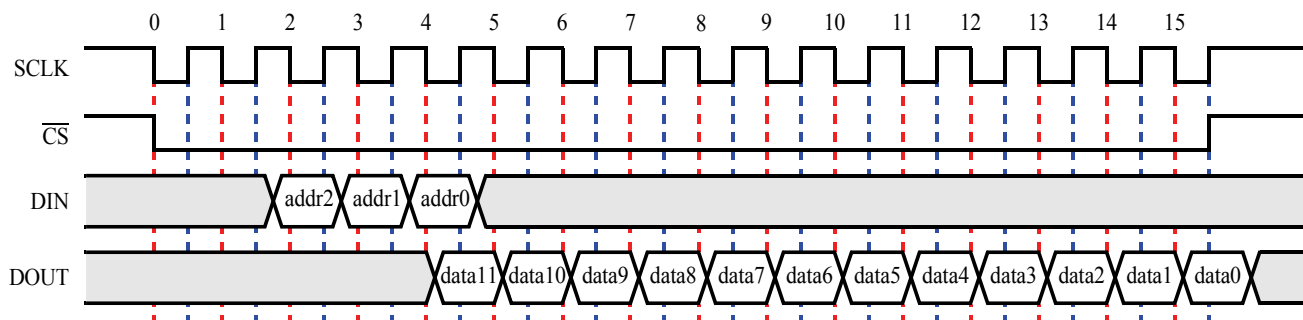 0 1 2 3 4 5 6 7 8 9 10 11 12 13 14 15
SCLK
CS
DIN addr2 addr1 addr0
DOUT data11 data10 data9 data8 data7 data6 data5 data4 data3 data2 data1 data0